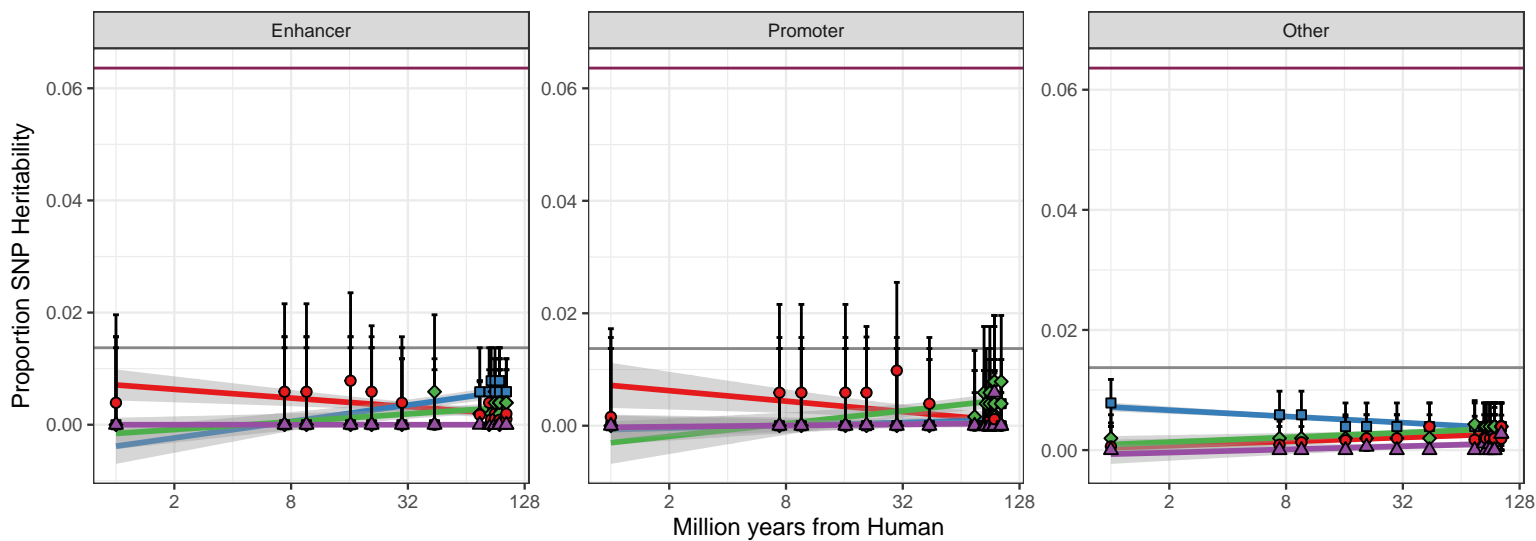 Enhancer
Promoter
Other
Proportion SNP Heritability
0.06
0.04
0.02
0.00
0.06
0.04
0.02
0.00
0.06
0.04
0.02
0.00
2 8 32 128
2 8 32 128
2 8 32 128
Million years from Human